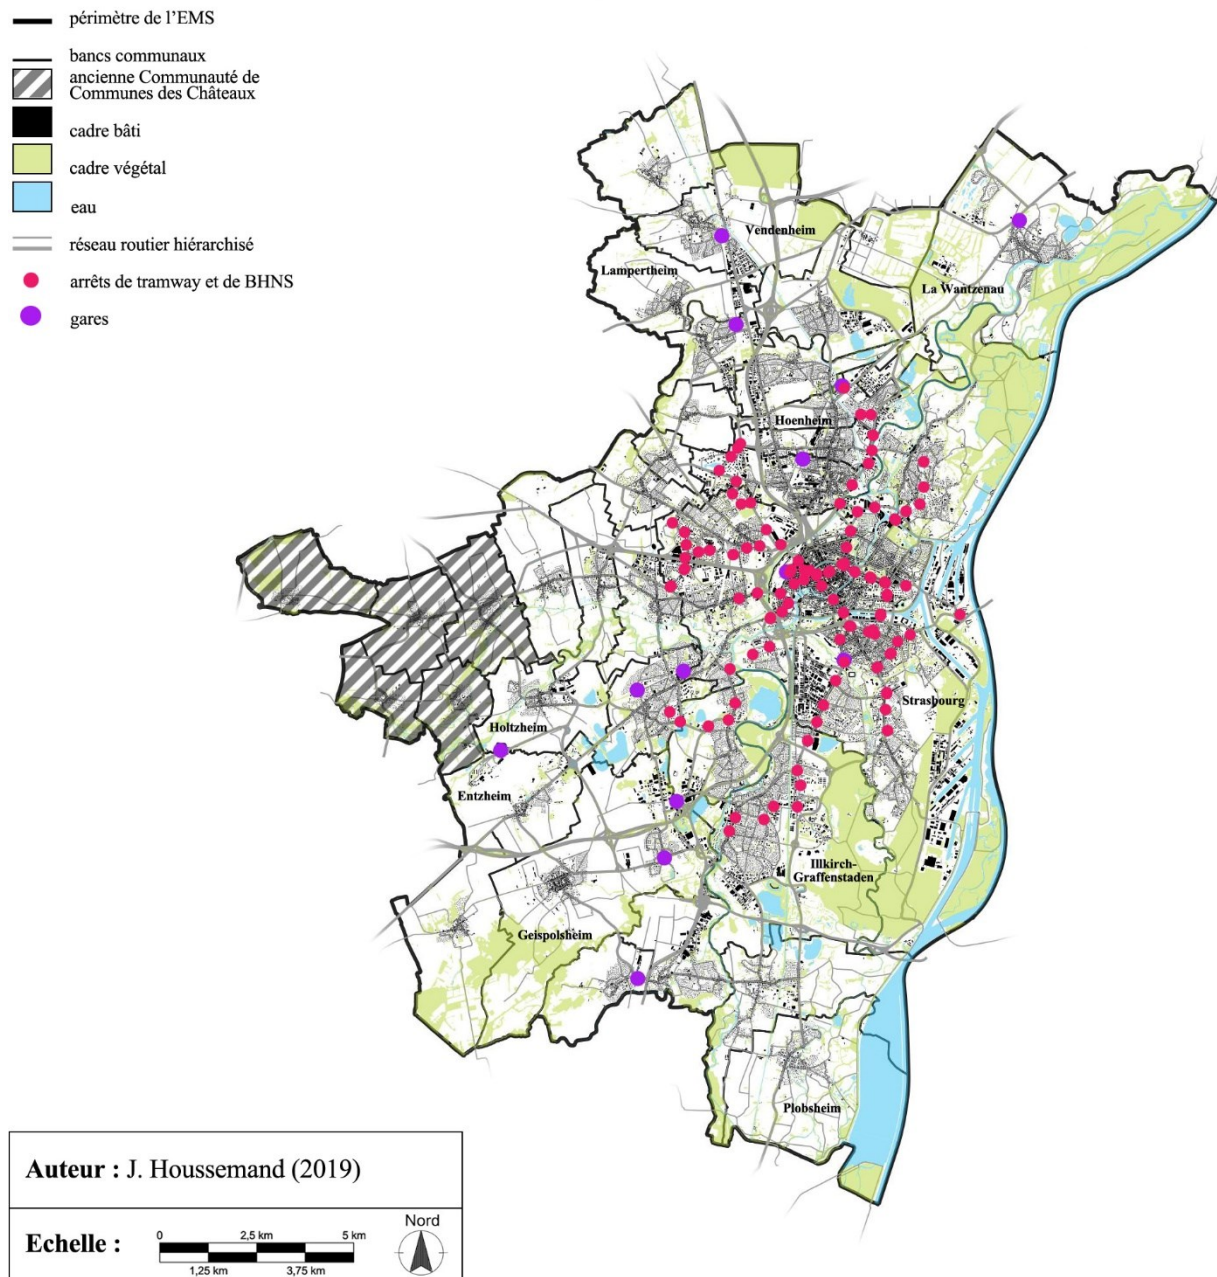 périmètre de l’EMS
bancs communaux
ancienne Communauté de
Communes des Châteaux
cadre bâti
cadre végétal
eau
réseau routier hiérarchisé
arrêts de tramway et de BHNS
gares
Vendenheim
Lampertheim
La Wantzenau
Hoenheim
Strasbourg
Holtzheim
Entzheim
Illkirch-
Graffenstaden
Geispolsheim
Plobsheim
Auteur : J. Houssemand (2019)
Echelle :
0 2,5 km 5 km
1,25 km 3,75 km
Nord